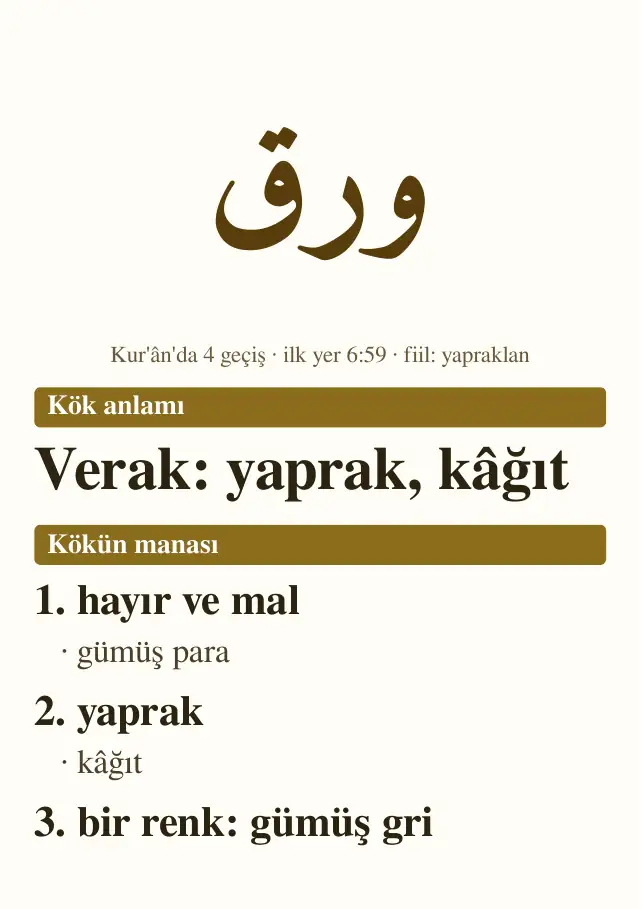 ورق
Kur'ân'da 4 geçiş · ilk yer 6:59 · fiil: yapraklan
Kök anlamı
Verak: yaprak, kâğıt
Kökün manası
1. hayır ve mal
· gümüş para
2. yaprak
· kâğıt
3. bir renk: gümüş gri